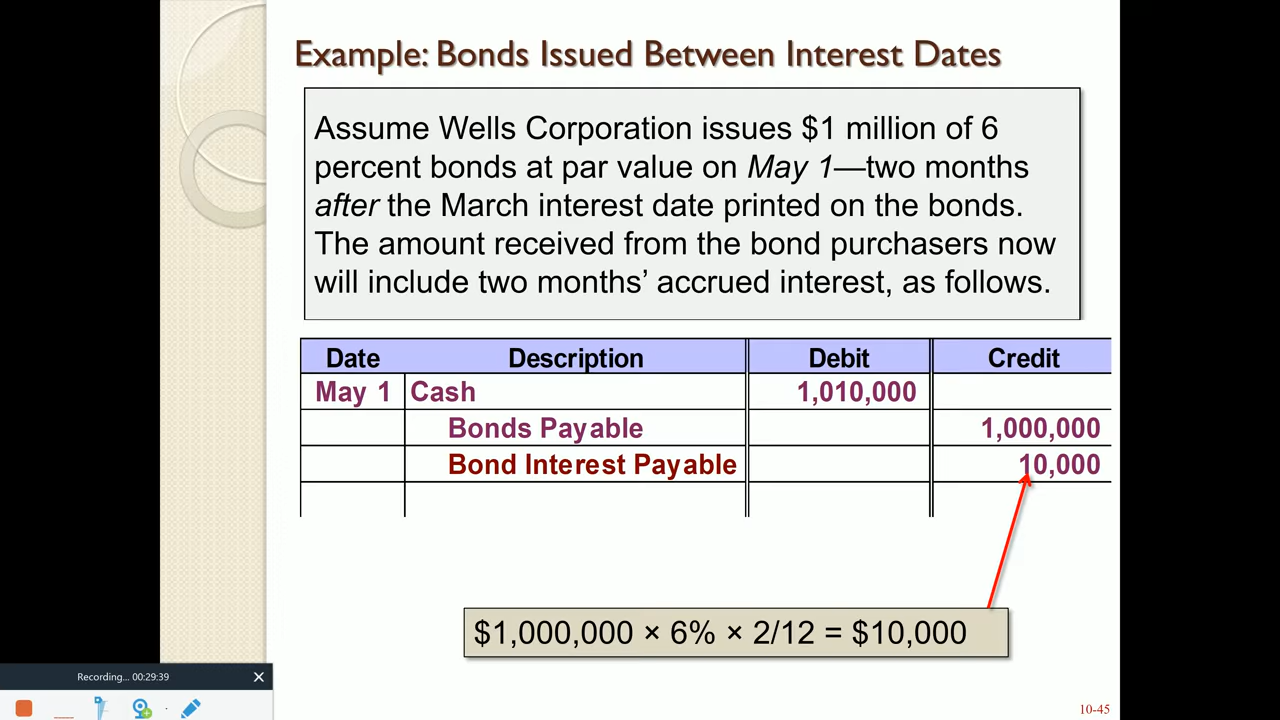 Example: Bonds Issued Between Interest Dates
Assume Wells Corporation issues $1 million of 6
percent bonds at par value on May 1—two months
after the March interest date printed on the bonds.
The amount received from the bond purchasers now
will include two months’ accrued interest, as follows.
Date Description Debit Credit
May 1 Cash 1,010,000
Bonds Payable 1,000,000
Bond Interest Payable 10,000
$1,000,000 × 6% × 2/12 = $10,000
Recording... 00:29:39
10-45